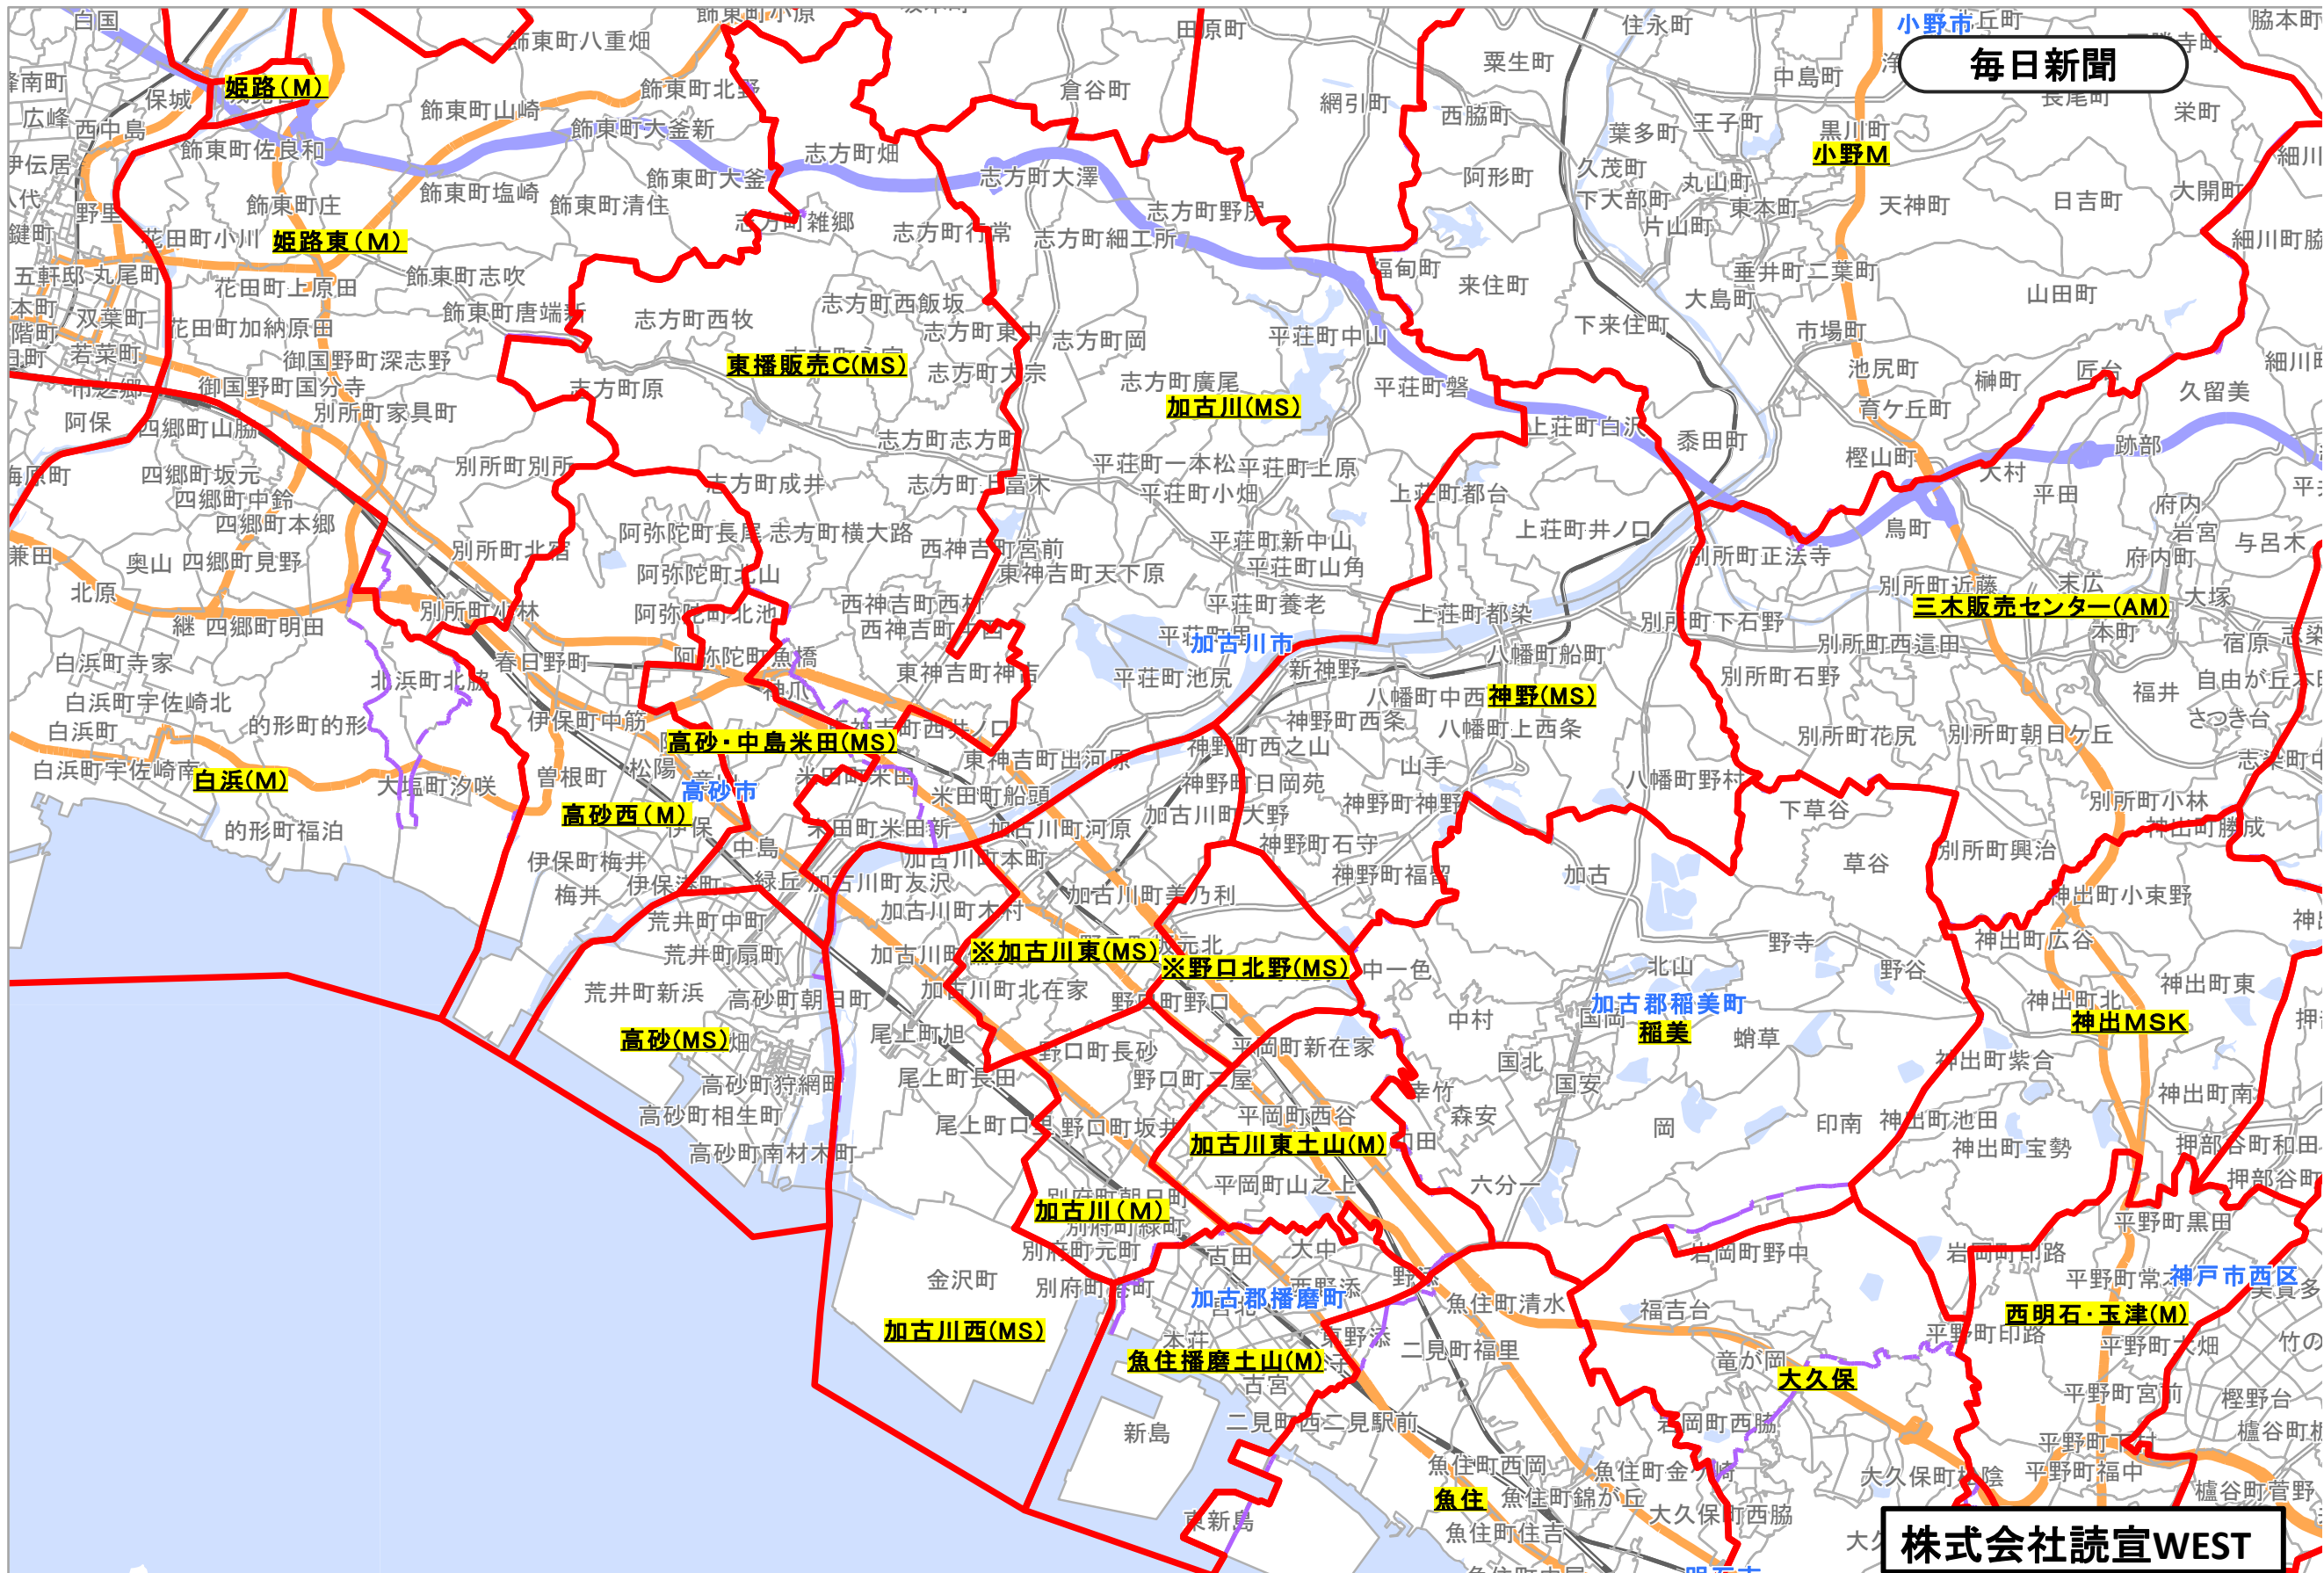 毎日新聞
小野市
白国
飾東町八重畑
田原町
住永町
粟生町
中島町
姫路(M)
保城
飾東町山崎
飾東町北野
倉谷町
網引町
西脇町
栄町
広峰
西中島
飾東町大釜新
葉多町
王子町
黒川町
小野M
飾東町佐良和
志方町畑
志方町大澤
飾東町塩崎
飾東町大釜
阿形町
久茂町
丸山町
野里
飾東町庄
飾東町清住
志方町雑郷
志方町行常
志方町野尻
下大部町
東本町
天神町
日吉町
大開町
花田町小川
姫路東(M)
志方町細工所
片山町
飾東町志吹
来住町
垂井町
二葉町
五軒邸
丸尾町
花田町上原田
大島町
山田町
双葉町
花田町加納原田
飾東町唐端新
志方町西牧
志方町西飯坂
志方町東中
志方町岡
平荘町中山
下来住町
市場町
若菜町
御国野町深志野
東播販売C(MS)
池尻町
榊町
匠台
久留美
御国野町国分寺
志方町原
志方町大宗
志方町廣尾
平荘町磐
加古川(MS)
育ケ丘町
阿保
四郷町山脇
別所町家具町
志方町志方町
上荘町白沢
黍田町
跡部
樫山町
大村
四郷町坂元
別所町別所
志方町成井
平荘町一本松
平荘町上原
平荘町小畑
上荘町都台
平田
四郷町中鈴
四郷町本郷
府内
岩宮
与呂木
阿弥陀町長尾
志方町横大路
西神吉町宮前
平荘町新中山
上荘町井ノ口
別所町正法寺
鳥町
府内町
兼田
奥山
四郷町見野
別所町北宿
阿弥陀町北山
東神吉町天下原
平荘町山角
別所町近藤
末広
北原
継
四郷町明田
別所町小林
阿弥陀町北池
西神吉町西村
平荘町養老
上荘町都染
別所町下石野
三木販売センター(AM)
大塚
本町
宿原
白浜町寺家
春日野町
阿弥陀町魚橋
東神吉町神吉
加古川市
新神野
八幡町船町
別所町西這田
北浜町北脇
神爪
平荘町池尻
八幡町中西
神野(MS)
別所町石野
福井
白浜町宇佐崎北
的形町的形
伊保町中筋
神野町西条
八幡町上西条
さつき台
白浜町
高砂・中島米田(MS)
東神吉町出河原
神野町西之山
別所町花尻
別所町朝日ケ丘
白浜町宇佐崎南
白浜(M)
大塩町汐咲
曽根町
松陽
高砂市
米田町船頭
神野町日岡苑
山手
八幡町野村
高砂西(M)
米田町米田新
加古川町河原
加古川町大野
神野町神野
下草谷
別所町小林
神出町勝成
的形町福泊
伊保
中島
加古川町本町
神野町石守
草谷
別所町興治
伊保町梅井
梅井
緑丘
加古川町友沢
加古川町美乃利
神野町福留
加古
神出町小束野
荒井町中町
加古川町木村
荒井町扇町
※加古川東(MS)
※野口北野(MS)
野寺
神出町広谷
中一色
北山
野谷
荒井町新浜
高砂町朝日町
加古川町北在家
野口町野口
加古郡稲美町
神出町北
神出町東
高砂(MS)
尾上町旭
中村
国岡
稲美
蛸草
神出MSK
野口町長砂
平岡町新在家
国北
神出町紫合
高砂町狩網町
尾上町長田
国安
神出町南
高砂町相生町
尾上町口里
野口町坂井
平岡町西谷
森安
岡
印南
神出町池田
高砂町南材木町
加古川東土山(M)
神出町宝勢
押部谷町和田
平岡町山之上
六分一
加古川(M)
平野町黒田
別府町元町
古田
大中
岩岡町野中
岩岡町印路
金沢町
加古郡播磨町
野添
神戸市西区
加古川西(MS)
魚住町清水
福吉台
西明石・玉津(M)
平野町印路
魚住播磨土山(M)
二見町福里
竜が岡
大久保
古宮
平野町宮前
樫野台
新島
二見町西二見駅前
岩岡町西脇
魚住町西岡
平野町福中
魚住
魚住町錦が丘
櫨谷町菅野
東新島
魚住町住吉
大久保町西脇
株式会社読宣WEST